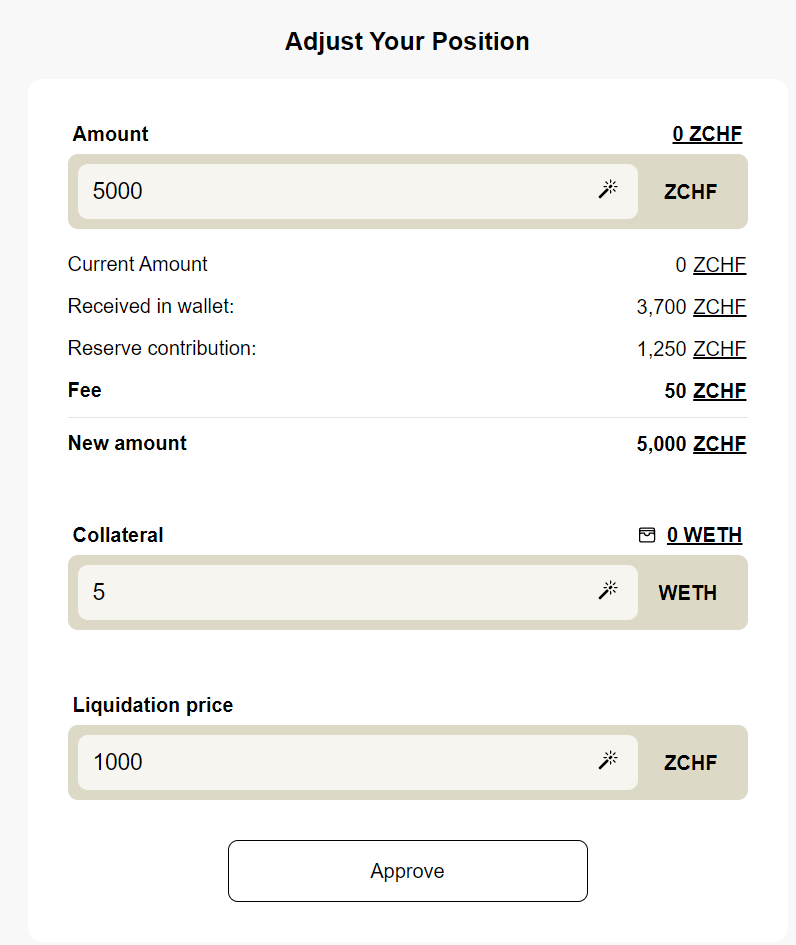 Adjust Your Position
Amount 0 ZCHF
5000 ZCHF
Current Amount 0 ZCHF
Received in wallet: 3,700 ZCHF
Reserve contribution: 1,250 ZCHF
Fee 50 ZCHF
New amount 5,000 ZCHF
Collateral 0 WETH
5 WETH
Liquidation price
1000 ZCHF
Approve